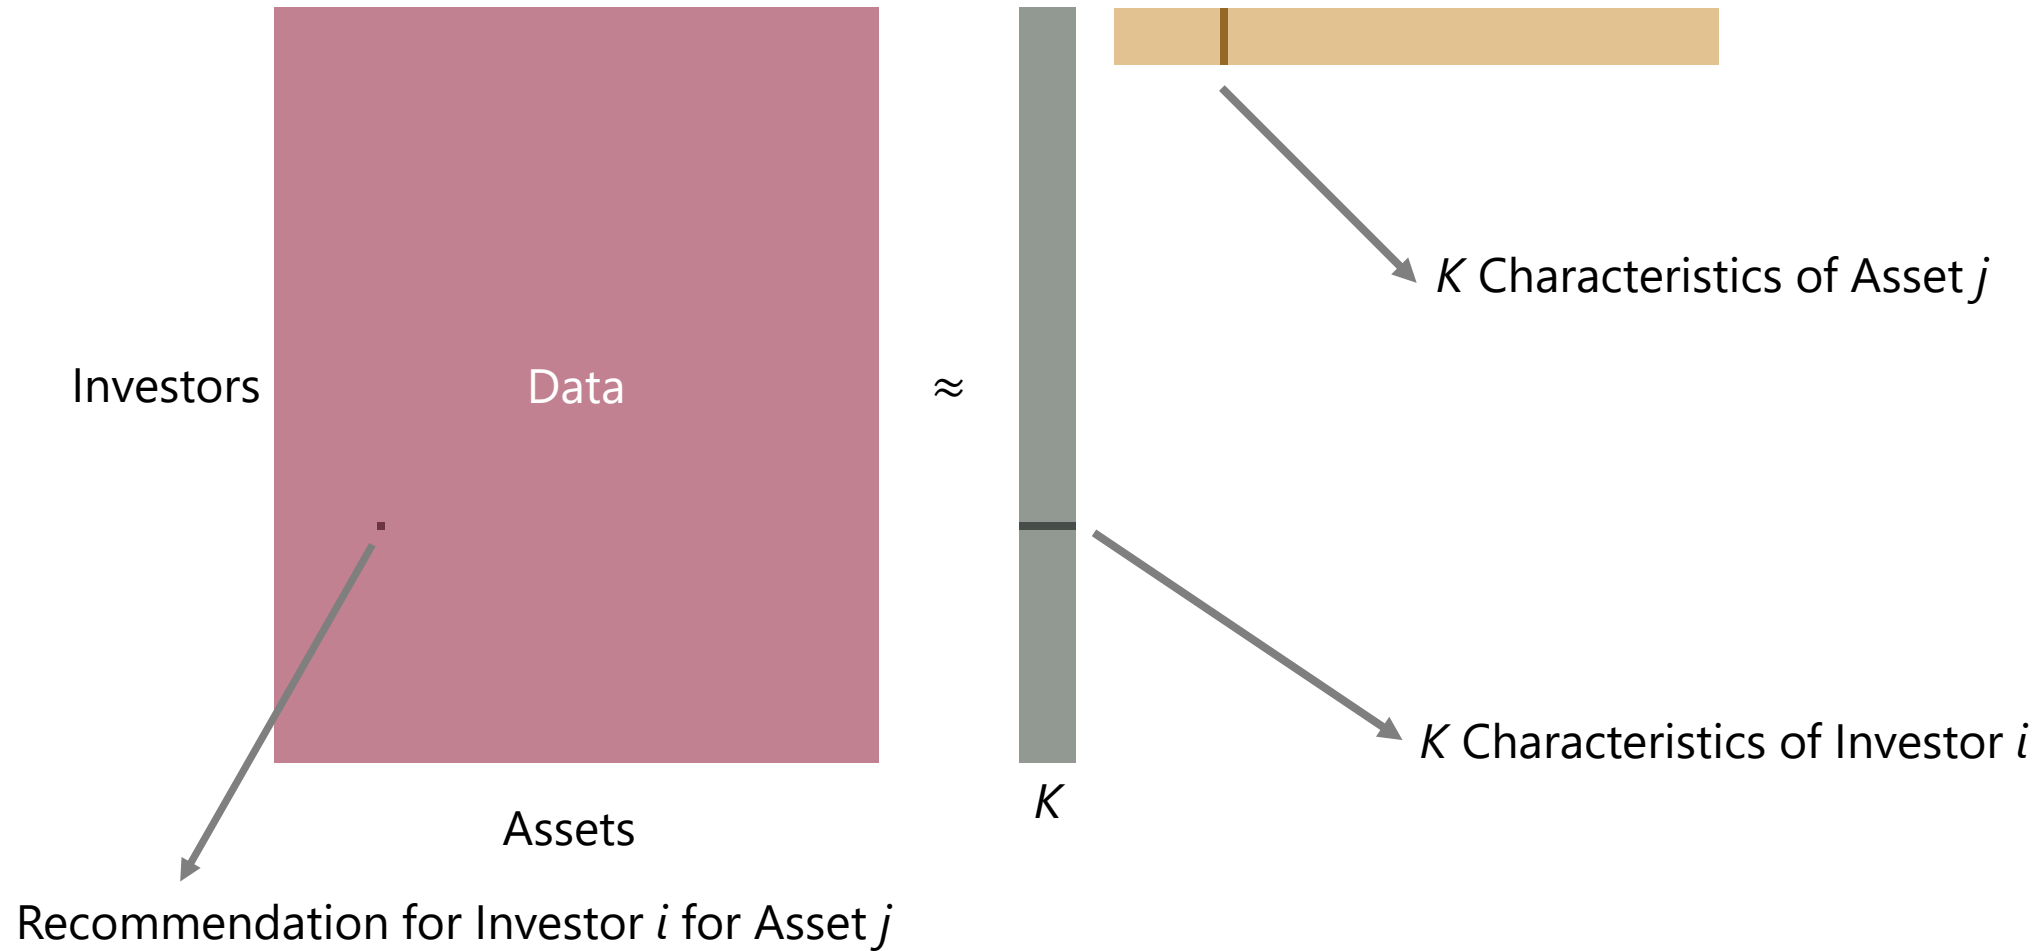 K Characteristics of Asset j
Investors
Data
≈
K Characteristics of Investor i
K
Assets
Recommendation for Investor i for Asset j